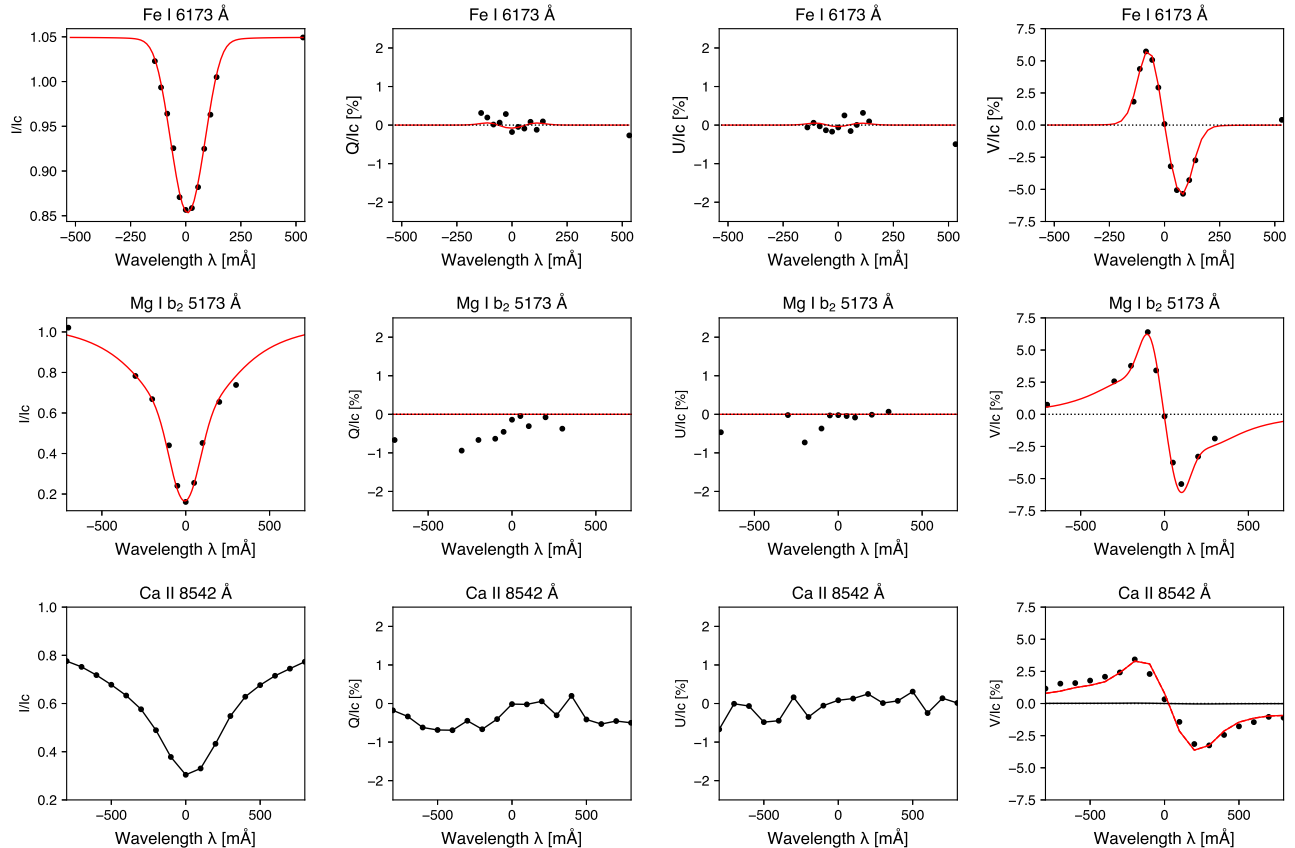 Fe I 6173 Å
Fe I 6173 Å
Fe I 6173 Å
Fe I 6173 Å
I/Ic
1.05
1.00
0.95
0.90
0.85
−500 −250 0 250 500
Wavelength λ [mÅ]
Q/Ic [%]
2
1
0
−1
−2
−500 −250 0 250 500
Wavelength λ [mÅ]
U/Ic [%]
2
1
0
−1
−2
−500 −250 0 250 500
Wavelength λ [mÅ]
V/Ic [%]
7.5
5.0
2.5
0.0
−2.5
−5.0
−7.5
−500 −250 0 250 500
Wavelength λ [mÅ]
Mg I b₂ 5173 Å
Mg I b₂ 5173 Å
Mg I b₂ 5173 Å
Mg I b₂ 5173 Å
I/Ic
1.0
0.8
0.6
0.4
0.2
−500 0 500
Wavelength λ [mÅ]
Q/Ic [%]
2
1
0
−1
−2
−500 0 500
Wavelength λ [mÅ]
U/Ic [%]
2
1
0
−1
−2
−500 0 500
Wavelength λ [mÅ]
V/Ic [%]
7.5
5.0
2.5
0.0
−2.5
−5.0
−7.5
−500 0 500
Wavelength λ [mÅ]
Ca II 8542 Å
Ca II 8542 Å
Ca II 8542 Å
Ca II 8542 Å
I/Ic
1.0
0.8
0.6
0.4
0.2
−500 0 500
Wavelength λ [mÅ]
Q/Ic [%]
2
1
0
−1
−2
−500 0 500
Wavelength λ [mÅ]
U/Ic [%]
2
1
0
−1
−2
−500 0 500
Wavelength λ [mÅ]
V/Ic [%]
7.5
5.0
2.5
0.0
−2.5
−5.0
−7.5
−500 0 500
Wavelength λ [mÅ]